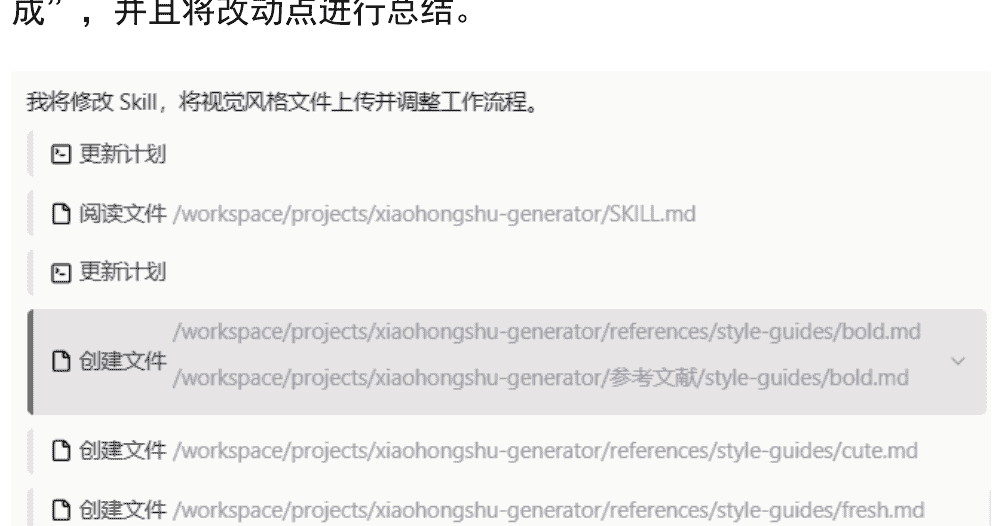 成”，并且将改动点进行总结。
我将修改 Skill，将视觉风格文件上传并调整工作流程。
更新计划
阅读文件 /workspace/projects/xiaohongshu-generator/SKILL.md
更新计划
/workspace/projects/xiaohongshu-generator/references/style-guides/bold.md
创建文件
/workspace/projects/xiaohongshu-generator/参考文献/style-guides/bold.md
创建文件 /workspace/projects/xiaohongshu-generator/references/style-guides/cute.md
创建文件 /workspace/projects/xiaohongshu-generator/references/style-guides/fresh.md